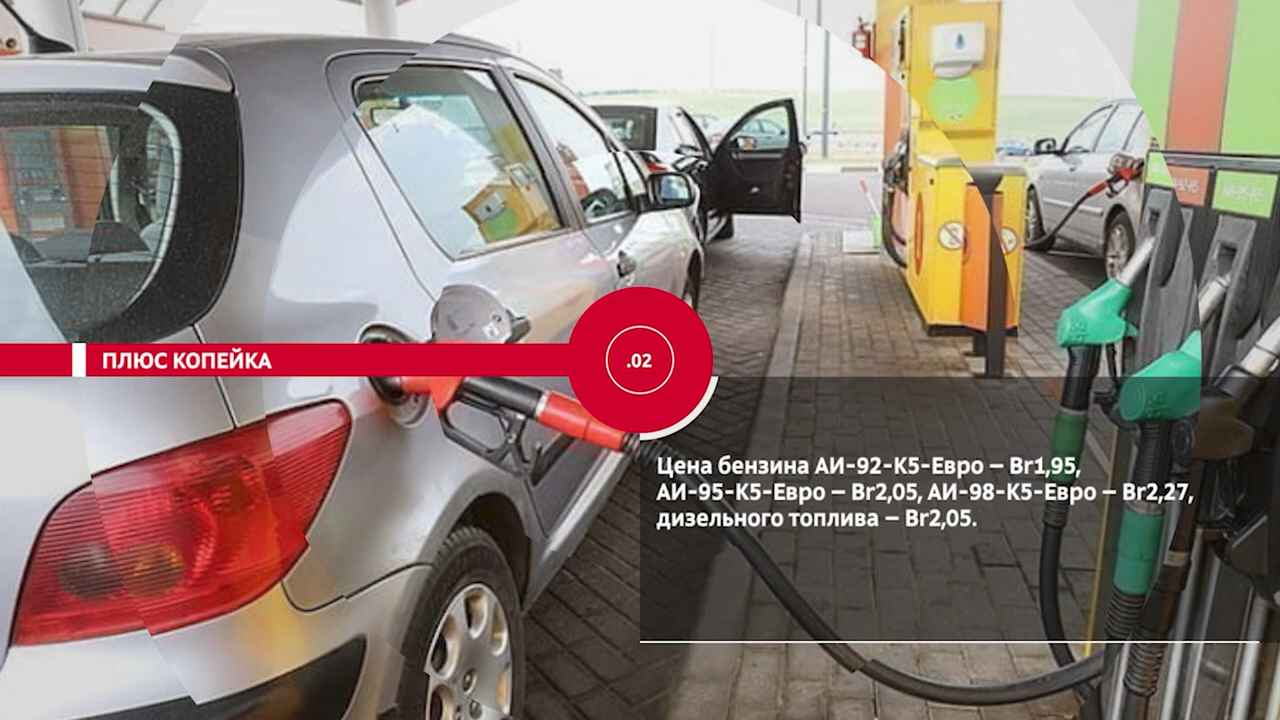 ПЛЮС КОПЕЙКА
.02
Цена бензина АИ-92-К5-Евро – Br1,95,
АИ-95-К5-Евро – Br2,05, АИ-98-К5-Евро – Br2,27,
дизельного топлива – Br2,05.